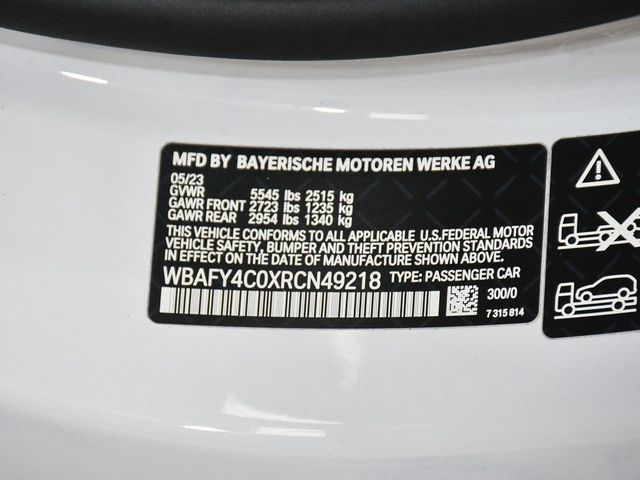 MFD BY BAYERISCHE MOTOREN WERKE AG
05/23
GVWR 5545 lbs 2515 kg
GAWR FRONT 2723 lbs 1235 kg
GAWR REAR 2954 lbs 1340 kg
THIS VEHICLE CONFORMS TO ALL APPLICABLE U.S.FEDERAL MOTOR
VEHICLE SAFETY, BUMPER AND THEFT PREVENTION STANDARDS
IN EFFECT ON THE DATE OF MANUFACTURE SHOWN ABOVE.
WBAFY4C0XRCN49218 TYPE: PASSENGER CAR
300/0
7 315 814